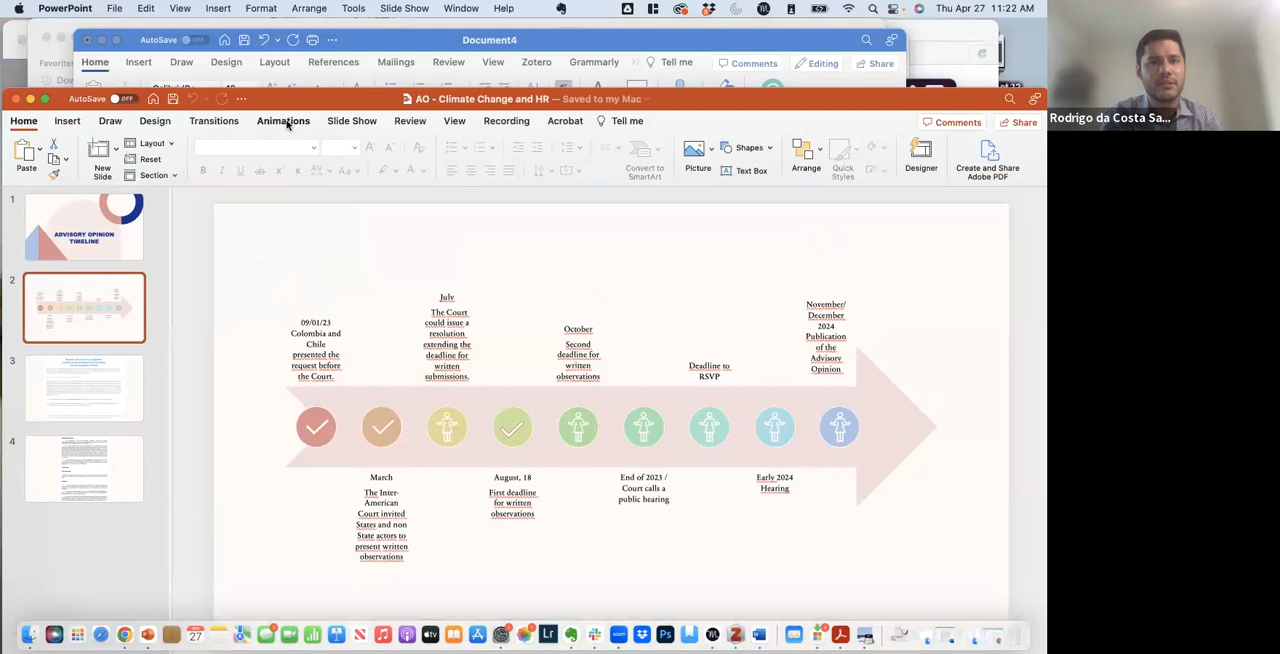 PowerPoint File Edit View Insert Format Arrange Tools Slide Show Window Help Thu Apr 27 11:22 AM
AutoSave OFF Document4
Home Insert Draw Design Layout References Mailings Review View Zotero Grammarly Tell me Comments Editing Share
AutoSave OFF AO - Climate Change and HR — Saved to my Mac
Home Insert Draw Design Transitions Animations Slide Show Review View Recording Acrobat Tell me Comments Share
Paste
New Slide
Layout
Reset
Section
Convert to SmartArt
Picture
Shapes
Text Box
Arrange
Quick Styles
Designer
Create and Share Adobe PDF
Rodrigo da Costa Sa...
1
ADVISORY OPINION
TIMELINE
2
3
4
09/01/23
Colombia and
Chile
presented the
request before
the Court.
July
The Court
could issue a
resolution
extending the
deadline for
written
submissions.
October
Second
deadline for
written
observations
Deadline to
RSVP
November/
December
2024
Publication
of the
Advisory
Opinion
March
The Inter-
American
Court invited
States and non
State actors to
present written
observations
August, 18
First deadline
for written
observations
End of 2023 /
Court calls a
public hearing
Early 2024
Hearing